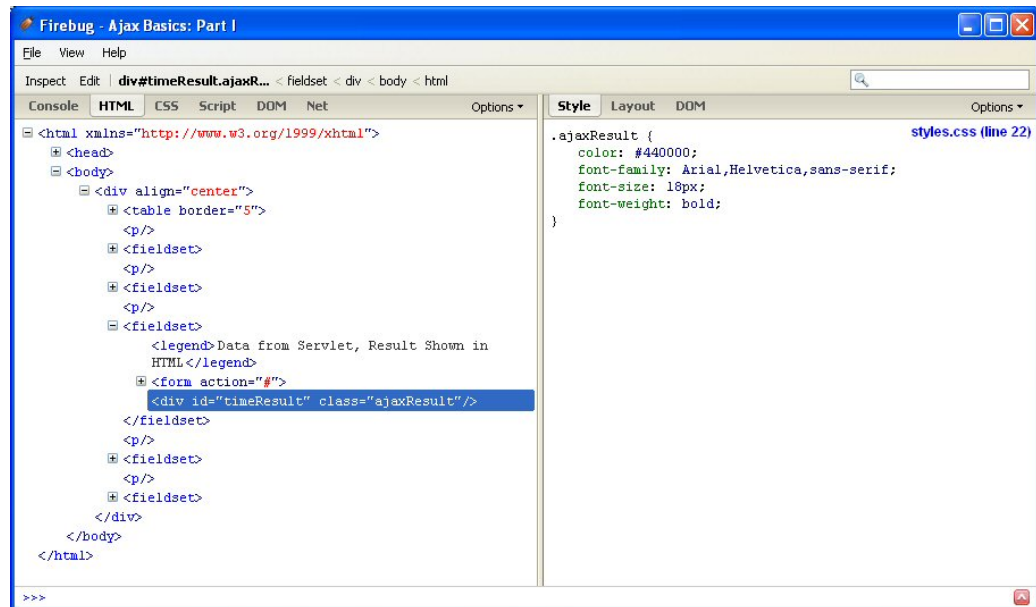 Firebug - Ajax Basics: Part I
File View Help
Inspect Edit | div#timeResult.ajaxR... < fieldset < div < body < html
Console HTML CSS Script DOM Net Options
<html xmlns="http://www.w3.org/1999/xhtml">
<head>
<body>
<div align="center">
<table border="5">
<p/>
<fieldset>
<p/>
<fieldset>
<p/>
<fieldset>
<legend>Data from Servlet, Result Shown in
HTML</legend>
<form action="#">
<div id="timeResult" class="ajaxResult"/>
</fieldset>
<p/>
<fieldset>
<p/>
<fieldset>
</div>
</body>
</html>
>>>
Style Layout DOM Options
.ajaxResult { styles.css (line 22)
color: #440000;
font-family: Arial,Helvetica,sans-serif;
font-size: 18px;
font-weight: bold;
}